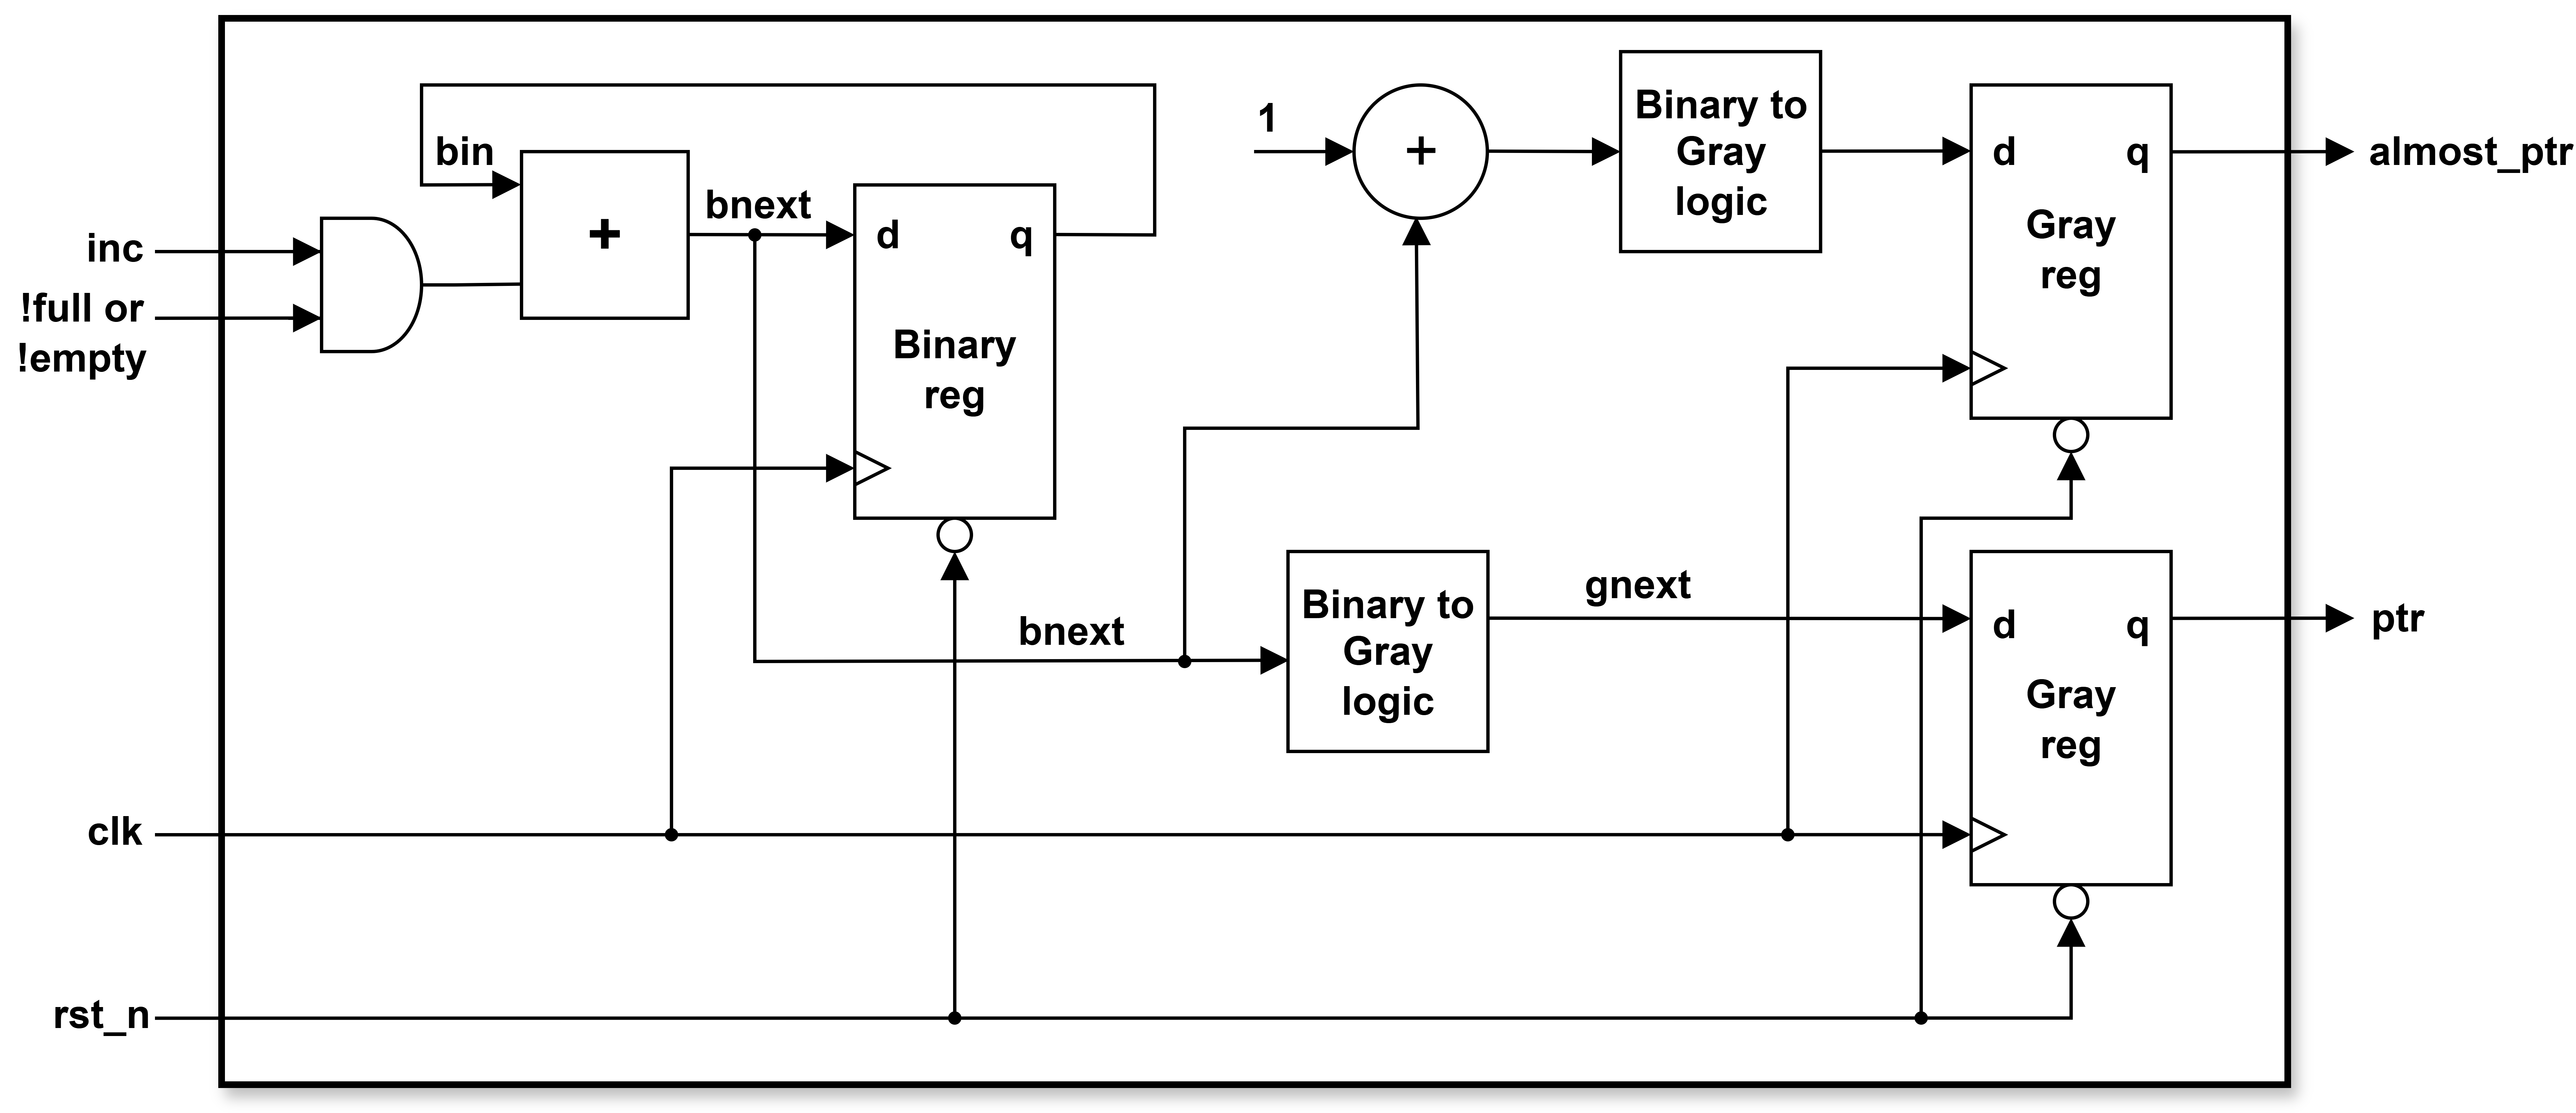 bin
+
bnext
d
q
Binary
reg
inc
!full or
!empty
1
+
Binary to
Gray
logic
d
q
Gray
reg
almost_ptr
bnext
Binary to
Gray
logic
gnext
d
q
Gray
reg
ptr
clk
rst_n